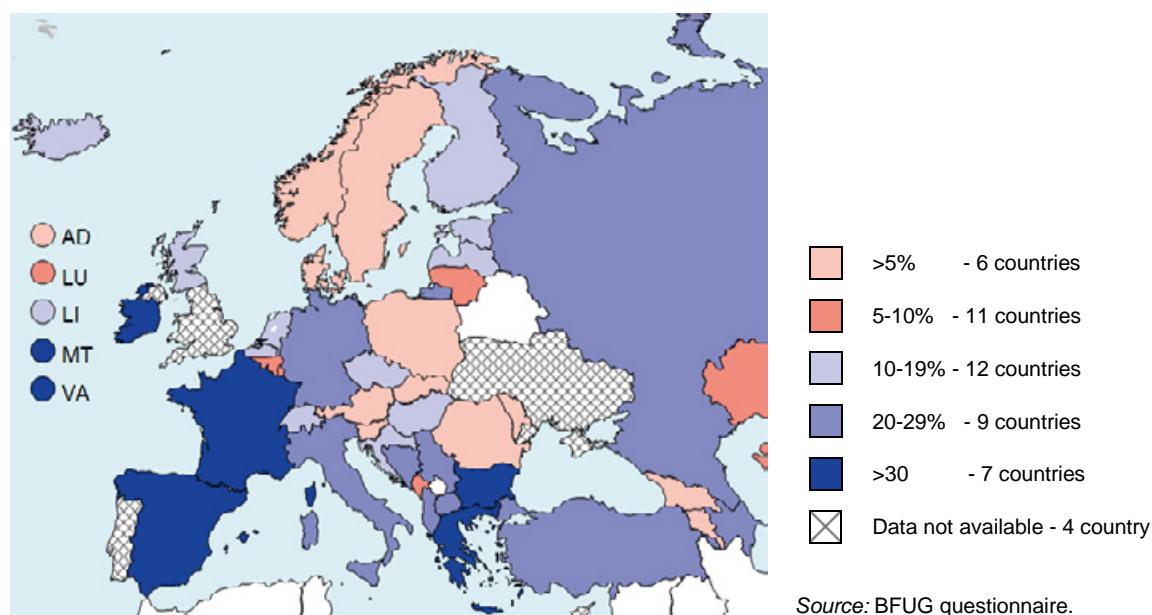 AD
LU
LI
MT
VA
>5% - 6 countries
5-10% - 11 countries
10-19% - 12 countries
20-29% - 9 countries
>30 - 7 countries
Data not available - 4 country
Source: BFUG questionnaire.